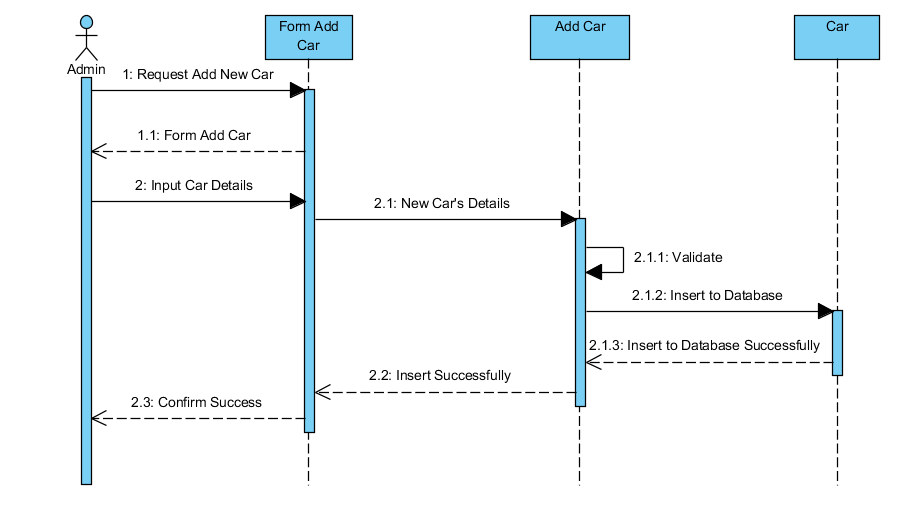 Form Add
Car
Add Car
Car
Admin
1: Request Add New Car
1.1: Form Add Car
2: Input Car Details
2.1: New Car's Details
2.1.1: Validate
2.1.2: Insert to Database
2.1.3: Insert to Database Successfully
2.2: Insert Successfully
2.3: Confirm Success